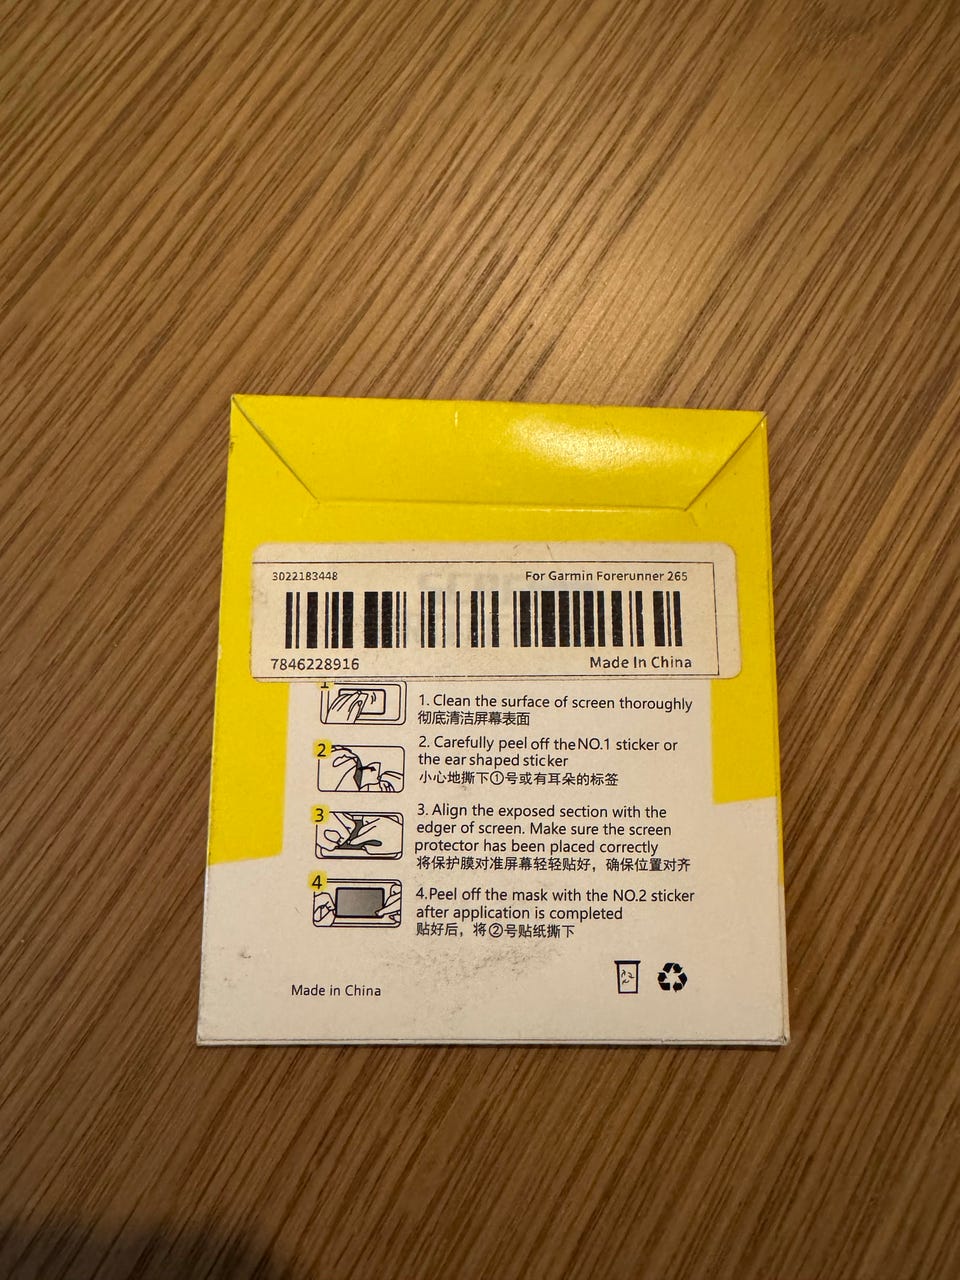 3022183448 For Garmin Forerunner 265
7846228916 Made In China
1
1. Clean the surface of screen thoroughly
彻底清洁屏幕表面
2
2. Carefully peel off the NO.1 sticker or
the ear shaped sticker
小心地撕下①号或有耳朵的标签
3
3. Align the exposed section with the
edger of screen. Make sure the screen
protector has been placed correctly
将保护膜对准屏幕轻轻贴好，确保位置对齐
4
4.Peel off the mask with the NO.2 sticker
after application is completed
贴好后，将②号贴纸撕下
Made in China